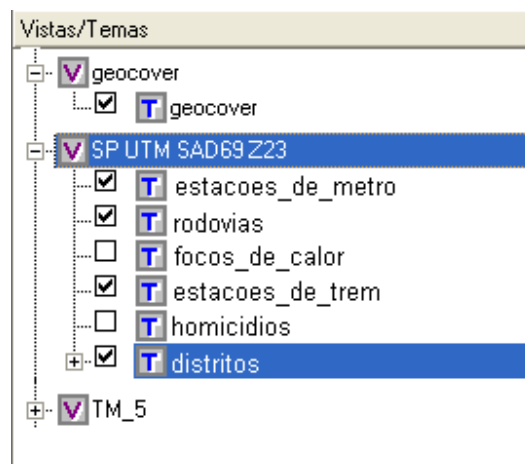 Vistas/Temas
V geocover
T geocover
V SP UTM SAD69 Z23
T estacoes_de_metro
T rodovias
T focos_de_calor
T estacoes_de_trem
T homicidios
T distritos
V TM_5